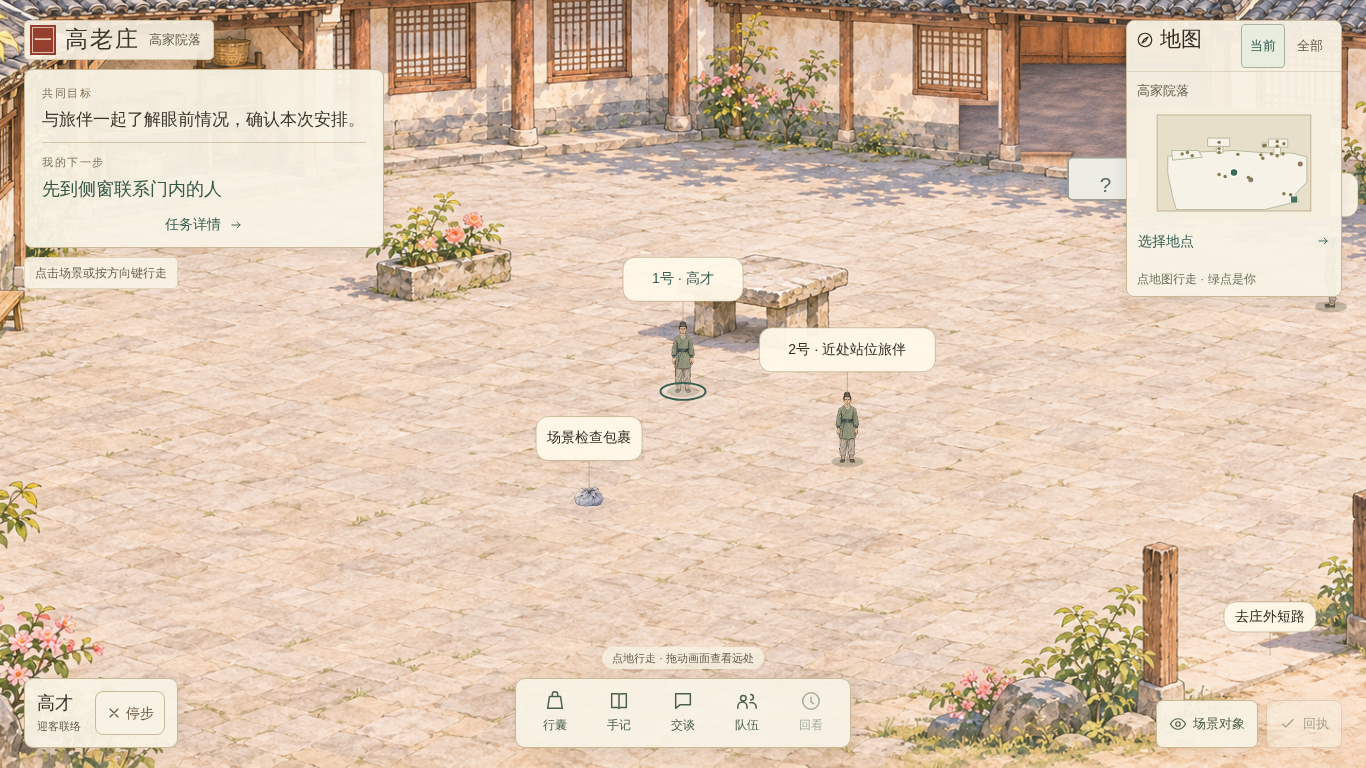 高老庄 高家院落
共同目标
与旅伴一起了解眼前情况，确认本次安排。
我的下一步
先到侧窗联系门内的人
任务详情 →
点击场景或按方向键行走
地图 当前 全部
高家院落
选择地点 →
点地图行走 · 绿点是你
?
1号 · 高才
2号 · 近处站位旅伴
场景检查包裹
去庄外短路
点地行走 · 拖动画面查看远处
高才
迎客联络
停步
行囊 手记 交谈 队伍 回看
场景对象 回执